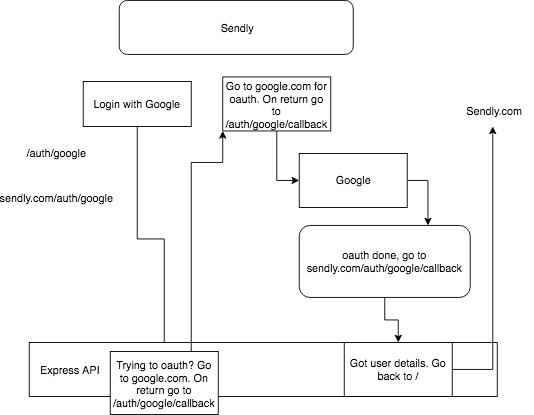 Sendly
Login with Google
Go to google.com for
oauth. On return go
to
/auth/google/callback
Sendly.com
/auth/google
sendly.com/auth/google
Google
oauth done, go to
sendly.com/auth/google/callback
Express API
Trying to oauth? Go
to google.com. On
return go to
/auth/google/callback
Got user details. Go
back to /